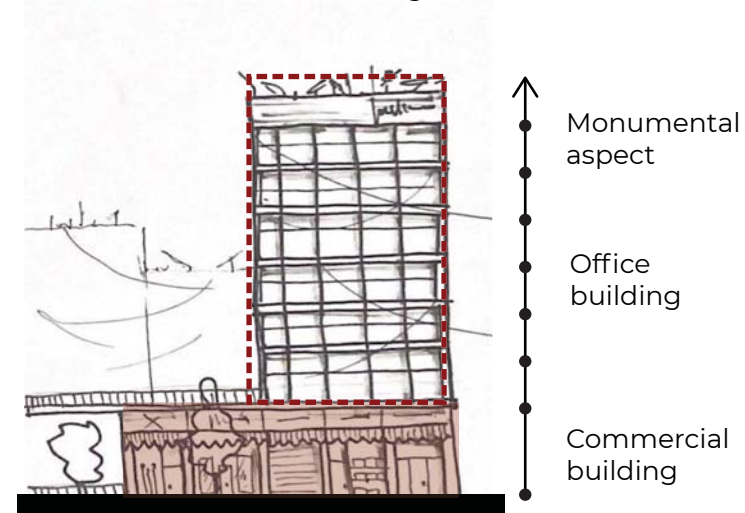 Monumental
aspect
Office
building
Commercial
building